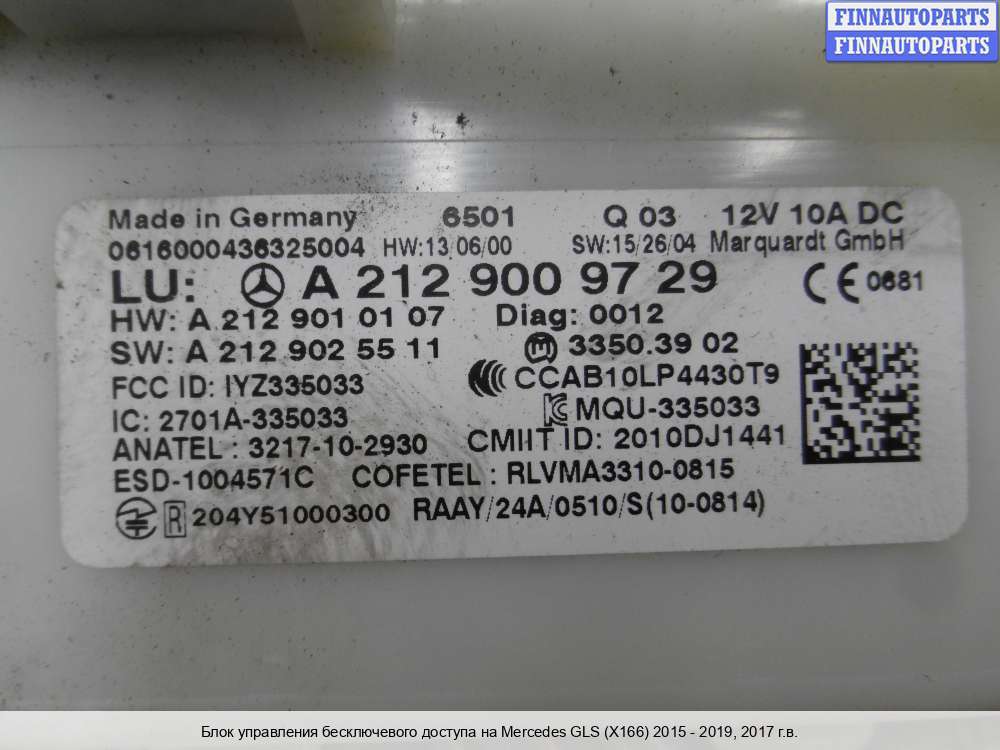 FINNAUTOPARTS
FINNAUTOPARTS
Made in Germany 6501 Q 03 12V 10A DC
0616000436325004 HW:13/06/00 SW:15/26/04 Marquardt GmbH
LU: A 212 900 97 29 CE 0681
HW: A 212 901 01 07 Diag: 0012
SW: A 212 902 55 11 M 3350.39 02
FCC ID: IYZ335033 CCAB10LP4430T9
IC: 2701A-335033 MQU-335033
ANATEL : 3217-10-2930 CMIIT ID: 2010DJ1441
ESD-1004571C COFETEL : RLVMA3310-0815
R 204Y51000300 RAAY/24A/0510/S(10-0814)
Блок управления бесключевого доступа на Mercedes GLS (X166) 2015 - 2019, 2017 г.в.